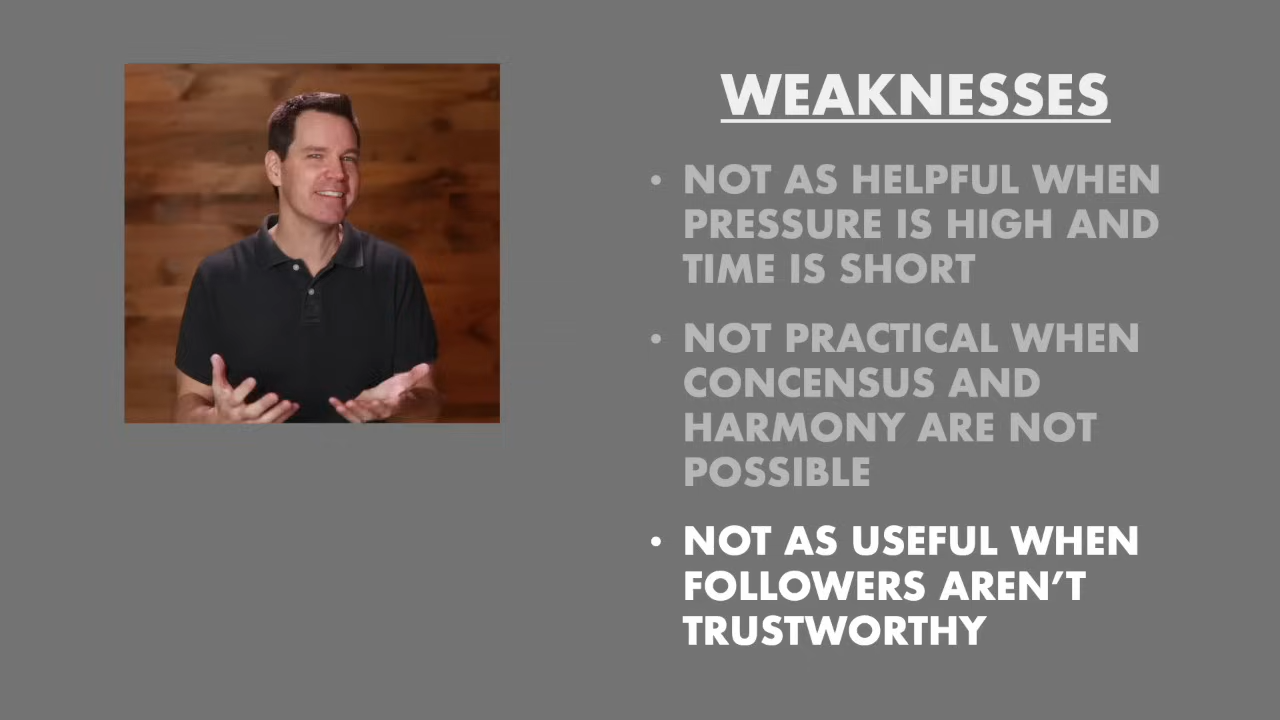 WEAKNESSES
• NOT AS HELPFUL WHEN
PRESSURE IS HIGH AND
TIME IS SHORT
• NOT PRACTICAL WHEN
CONCENSUS AND
HARMONY ARE NOT
POSSIBLE
• NOT AS USEFUL WHEN
FOLLOWERS AREN’T
TRUSTWORTHY